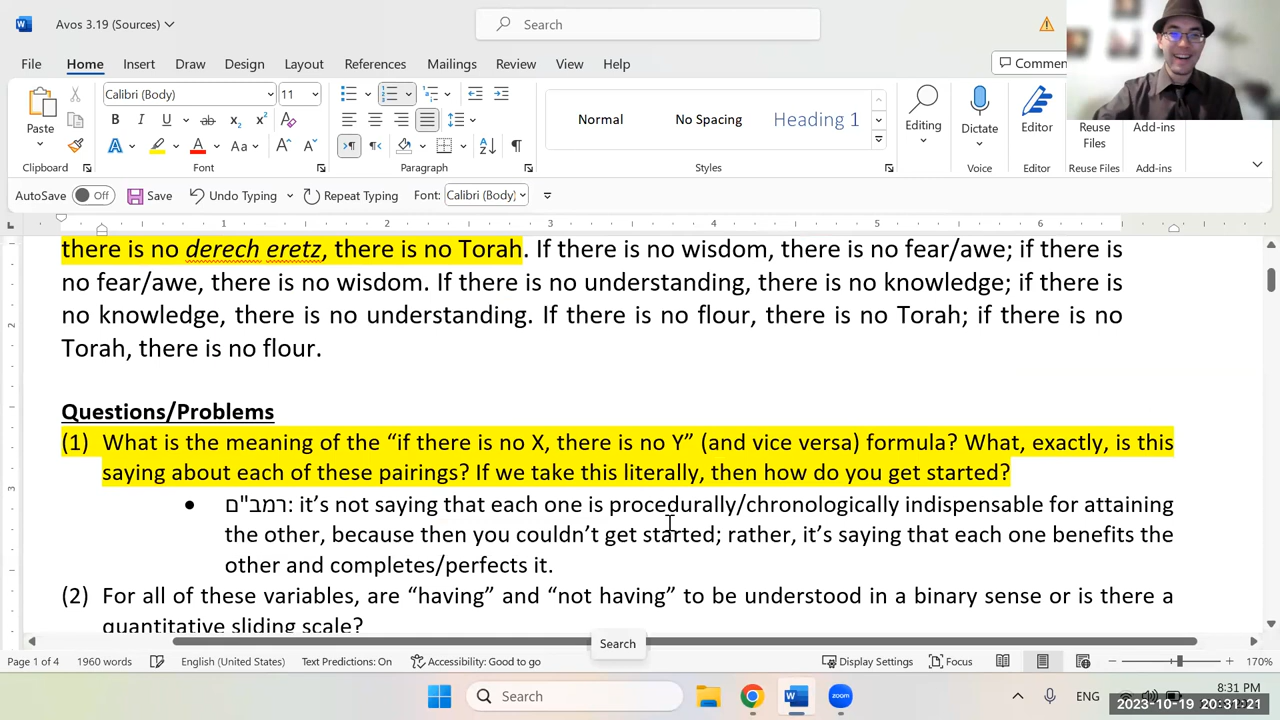 Avos 3.19 (Sources)
Search
File Home Insert Draw Design Layout References Mailings Review View Help
Calibri (Body) 11
Normal No Spacing Heading 1
Paste
Editing Dictate Editor Reuse Files Add-ins
Clipboard Font Paragraph Styles Voice Editor Reuse Files Add-ins
AutoSave Off Save Undo Typing Repeat Typing Font: Calibri (Body)
1 2 3 4 5 6
there is no derech eretz, there is no Torah. If there is no wisdom, there is no fear/awe; if there is
no fear/awe, there is no wisdom. If there is no understanding, there is no knowledge; if there is
no knowledge, there is no understanding. If there is no flour, there is no Torah; if there is no
Torah, there is no flour.
Questions/Problems
(1) What is the meaning of the “if there is no X, there is no Y” (and vice versa) formula? What, exactly, is this
saying about each of these pairings? If we take this literally, then how do you get started?
• רמב"ם: it’s not saying that each one is procedurally/chronologically indispensable for attaining
the other, because then you couldn’t get started; rather, it’s saying that each one benefits the
other and completes/perfects it.
(2) For all of these variables, are “having” and “not having” to be understood in a binary sense or is there a
quantitative sliding scale?
Search
Page 1 of 4 1960 words English (United States) Text Predictions: On Accessibility: Good to go Display Settings Focus 170%
Search
ENG
8:31 PM
2023-10-19 20:31:21